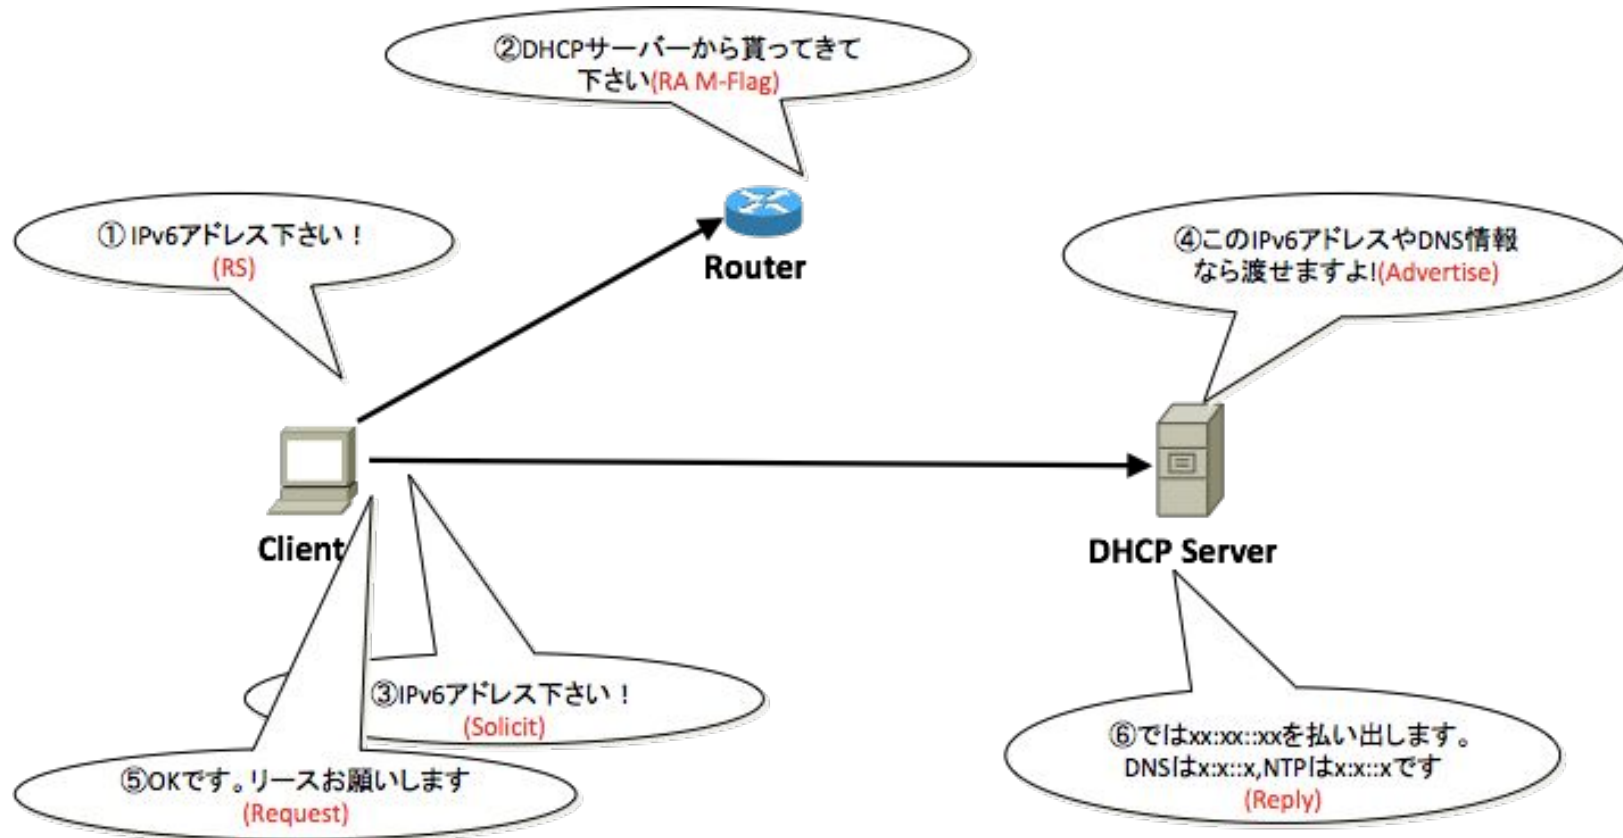 ②DHCPサーバーから貰ってきて
下さい(RA M-Flag)
① IPv6アドレス下さい！
(RS)
Router
④このIPv6アドレスやDNS情報
なら渡せますよ!(Advertise)
Client
DHCP Server
③IPv6アドレス下さい！
(Solicit)
⑤OKです。リースお願いします
(Request)
⑥ではxx:xx::xxを払い出します。
DNSはx:x::x,NTPはx:x::xです
(Reply)